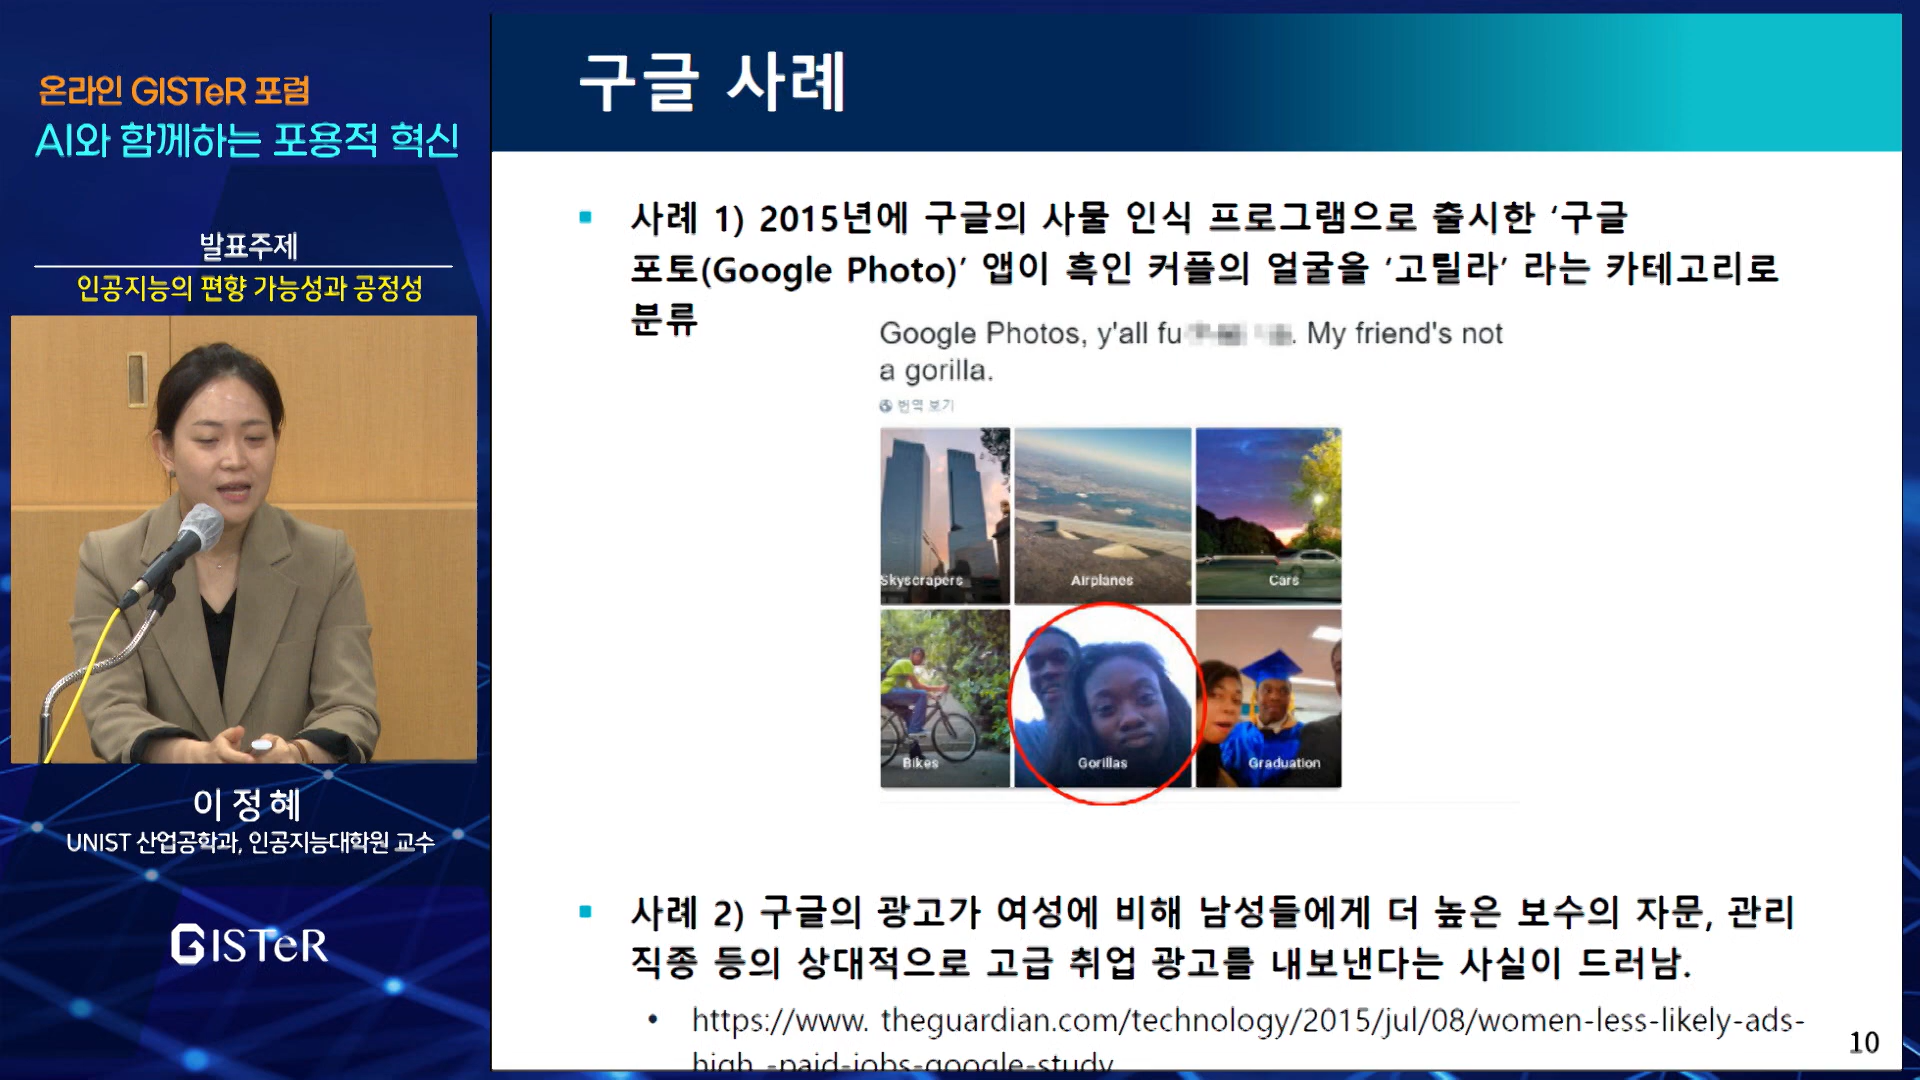 온라인 GISTeR 포럼
AI와 함께하는 포용적 혁신
발표주제
인공지능의 편향 가능성과 공정성
이정혜
UNIST 산업공학과, 인공지능대학원 교수
GISTeR
구글 사례
사례 1) 2015년에 구글의 사물 인식 프로그램으로 출시한 ‘구글
포토(Google Photo)’ 앱이 흑인 커플의 얼굴을 ‘고릴라’ 라는 카테고리로
분류
Google Photos, y'all fu . My friend's not
a gorilla.
번역 보기
Skyscrapers
Airplanes
Cars
Bikes
Gorillas
Graduation
사례 2) 구글의 광고가 여성에 비해 남성들에게 더 높은 보수의 자문, 관리
직종 등의 상대적으로 고급 취업 광고를 내보낸다는 사실이 드러남.
https://www. theguardian.com/technology/2015/jul/08/women-less-likely-ads-
high -paid-jobs-google-study
10